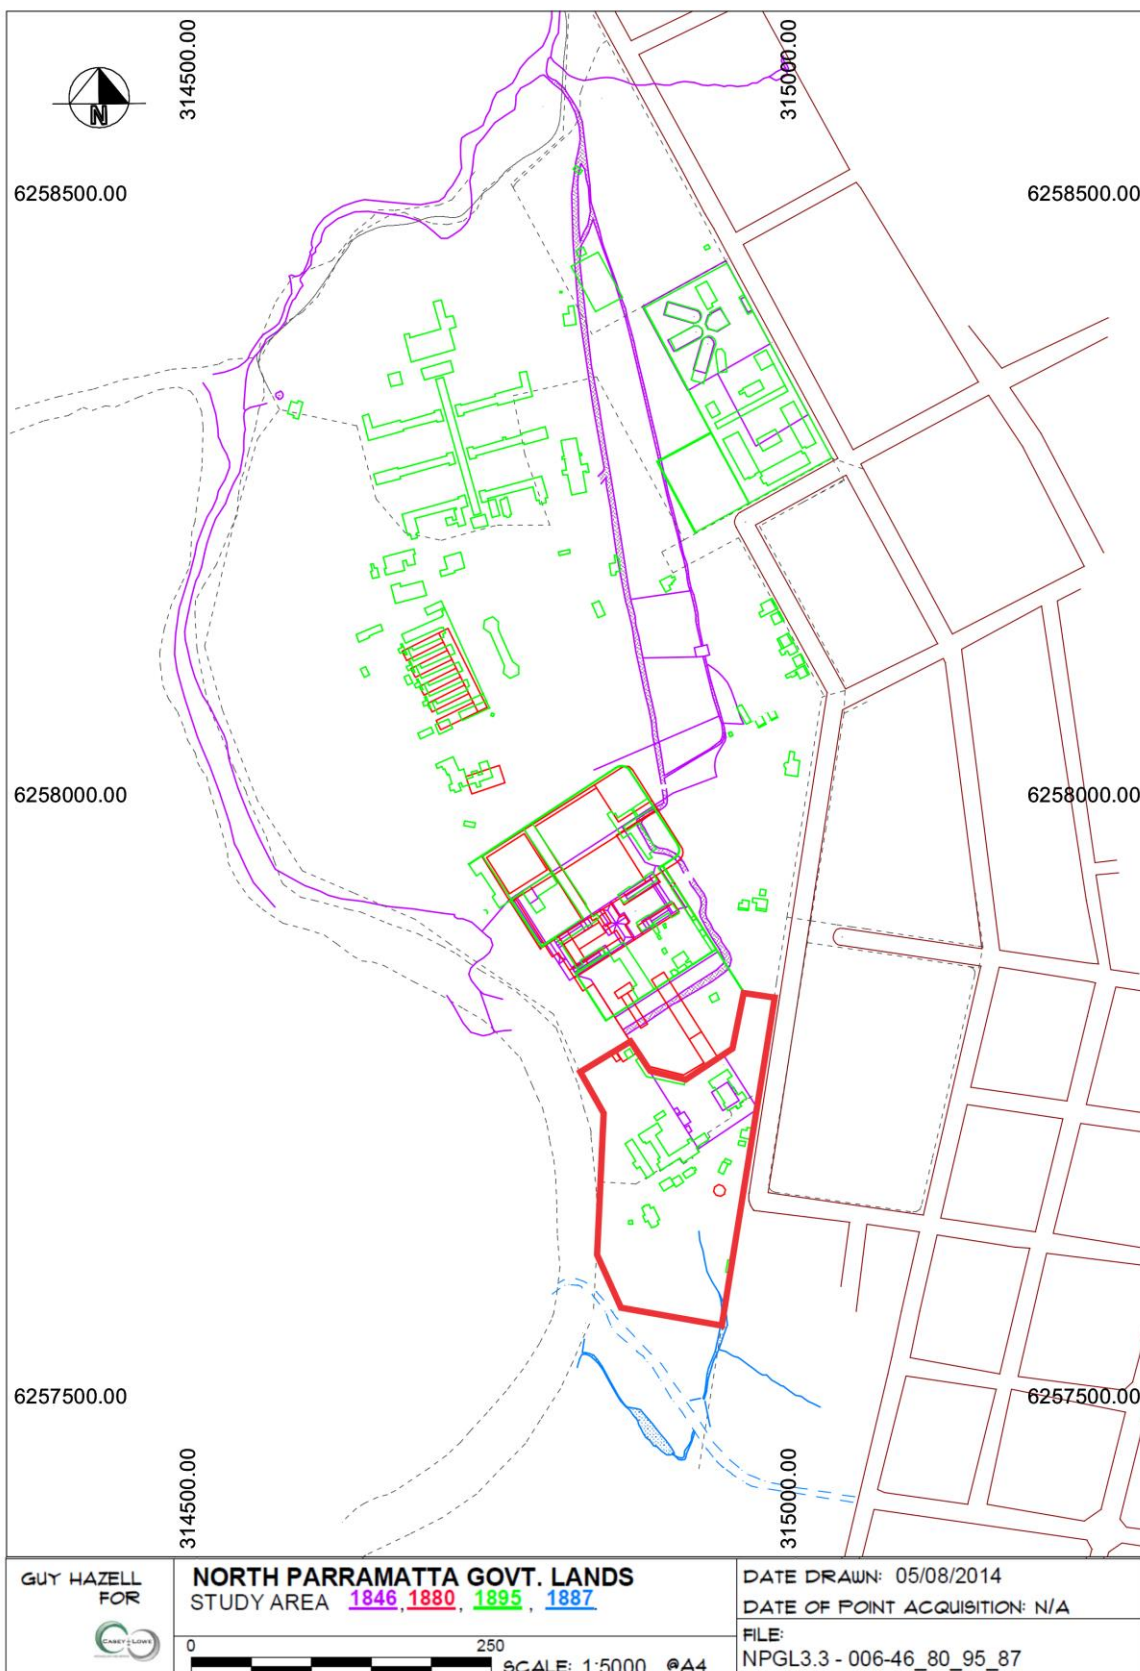 314500.00
315000.00
N
6258500.00
6258500.00
6258000.00
6258000.00
6257500.00
6257500.00
314500.00
315000.00
GUY HAZELL
FOR
CASEY & LOWE
NORTH PARRAMATTA GOVT. LANDS
STUDY AREA 1846, 1880, 1895, 1887
0 250
SCALE: 1:5000 @A4
DATE DRAWN: 05/08/2014
DATE OF POINT ACQUISITION: N/A
FILE:
NPGL3.3 - 006-46_80_95_87